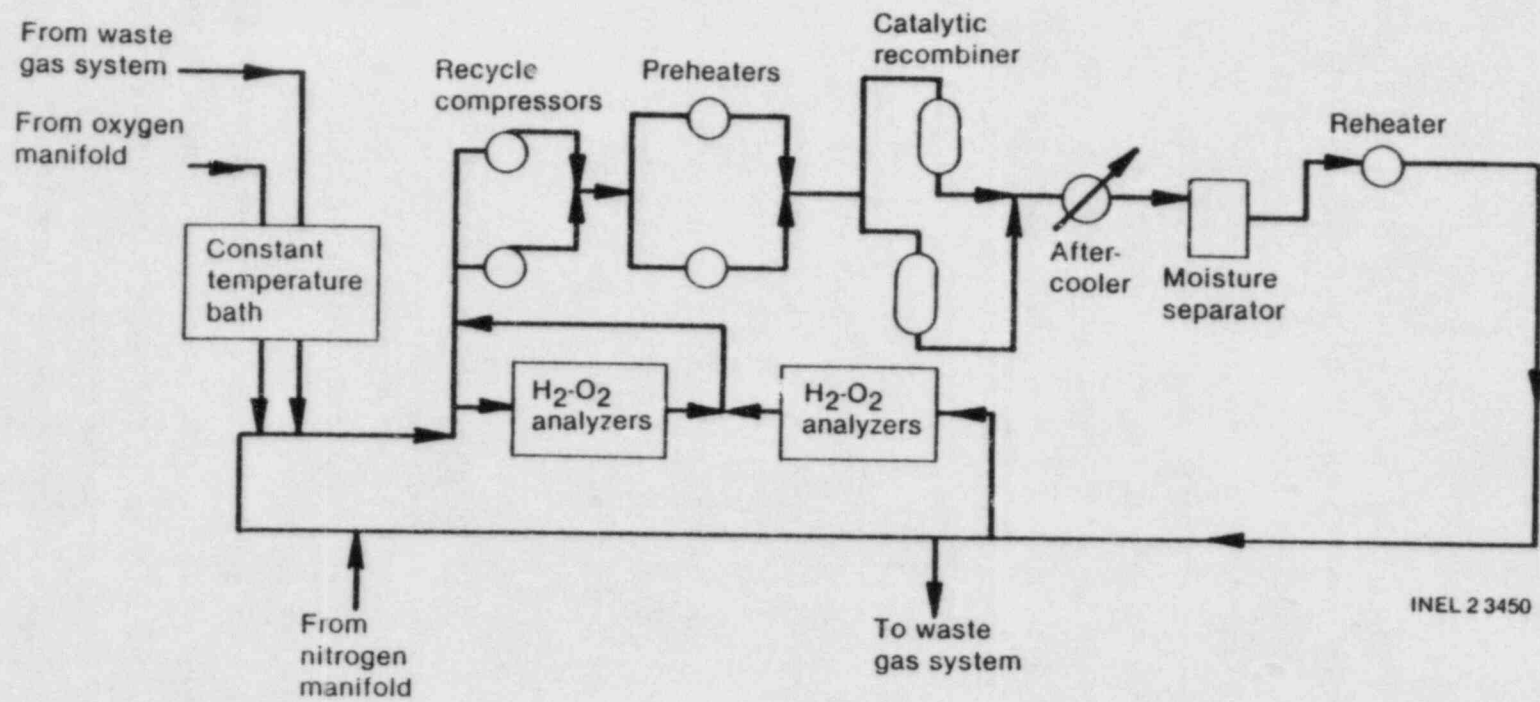 From waste
gas system
From oxygen
manifold
Constant
temperature
bath
Recycle
compressors
Preheaters
Catalytic
recombiner
Reheater
After-
cooler
Moisture
separator
H2-O2
analyzers
H2-O2
analyzers
From
nitrogen
manifold
To waste
gas system
INEL 2 3450